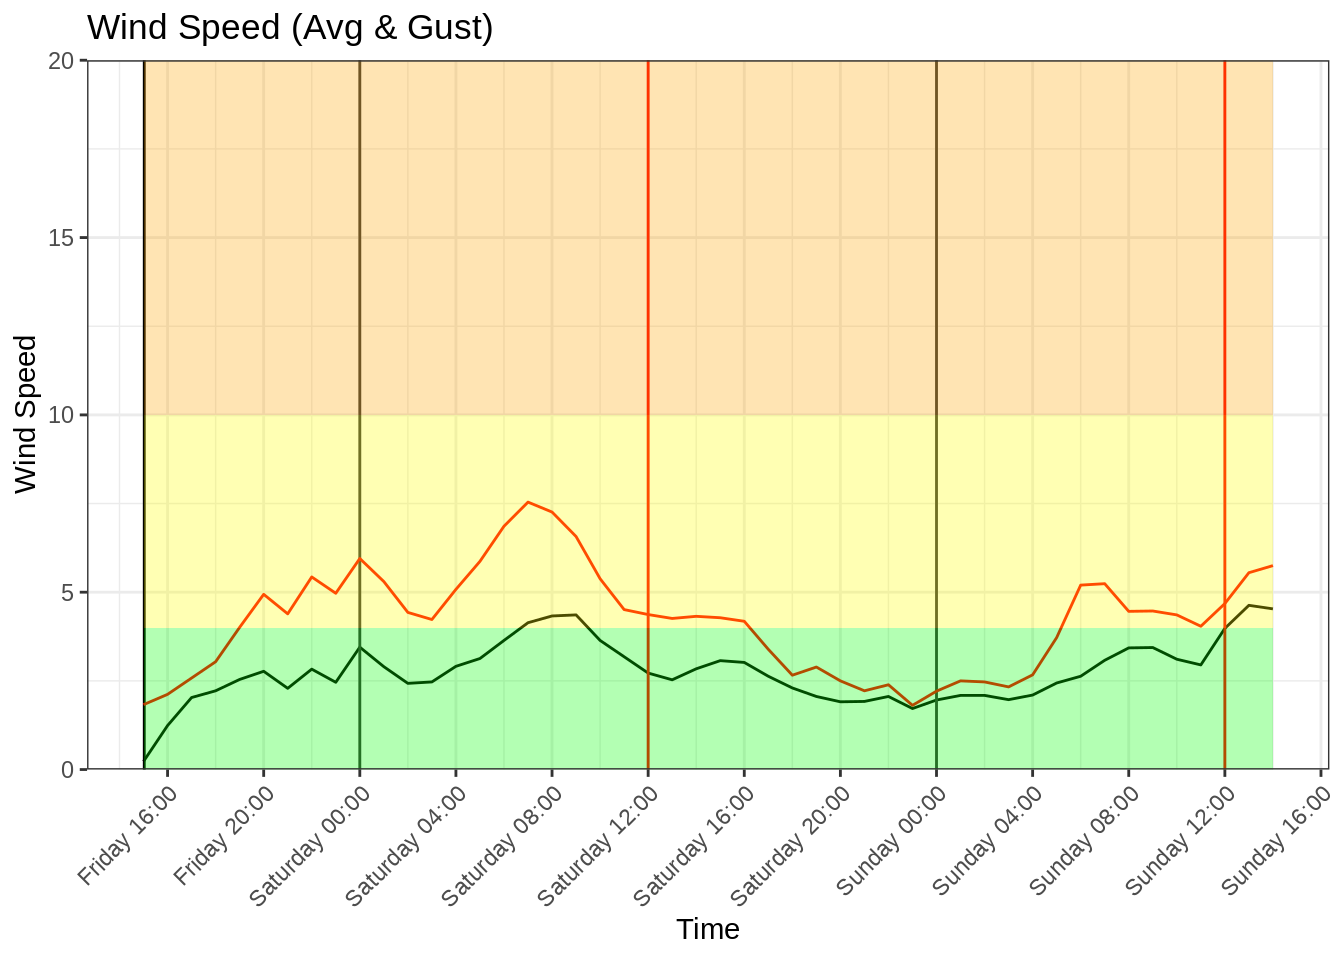 Wind Speed (Avg & Gust)
Wind Speed
20
15
10
5
0
Friday 16:00
Friday 20:00
Saturday 00:00
Saturday 04:00
Saturday 08:00
Saturday 12:00
Saturday 16:00
Saturday 20:00
Sunday 00:00
Sunday 04:00
Sunday 08:00
Sunday 12:00
Sunday 16:00
Time